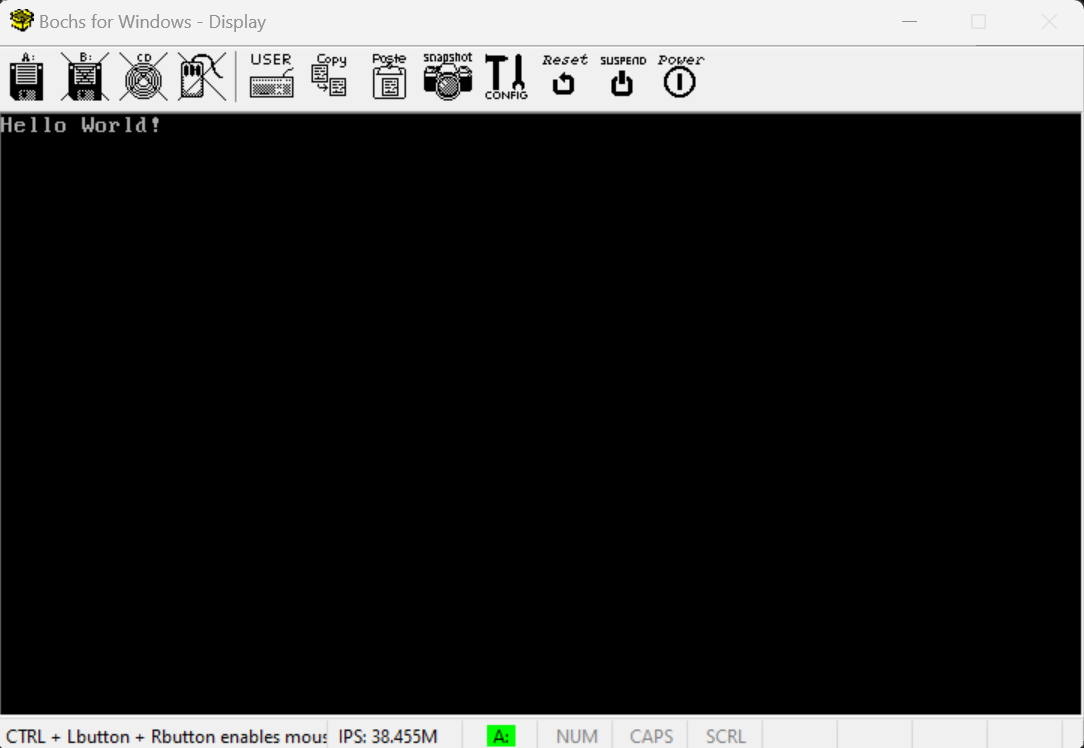 Bochs for Windows - Display
A: B: CD USER Copy Paste snapshot CONFIG Reset SUSPEND Power
Hello World!
CTRL + Lbutton + Rbutton enables mous IPS: 38.455M A: NUM CAPS SCRL